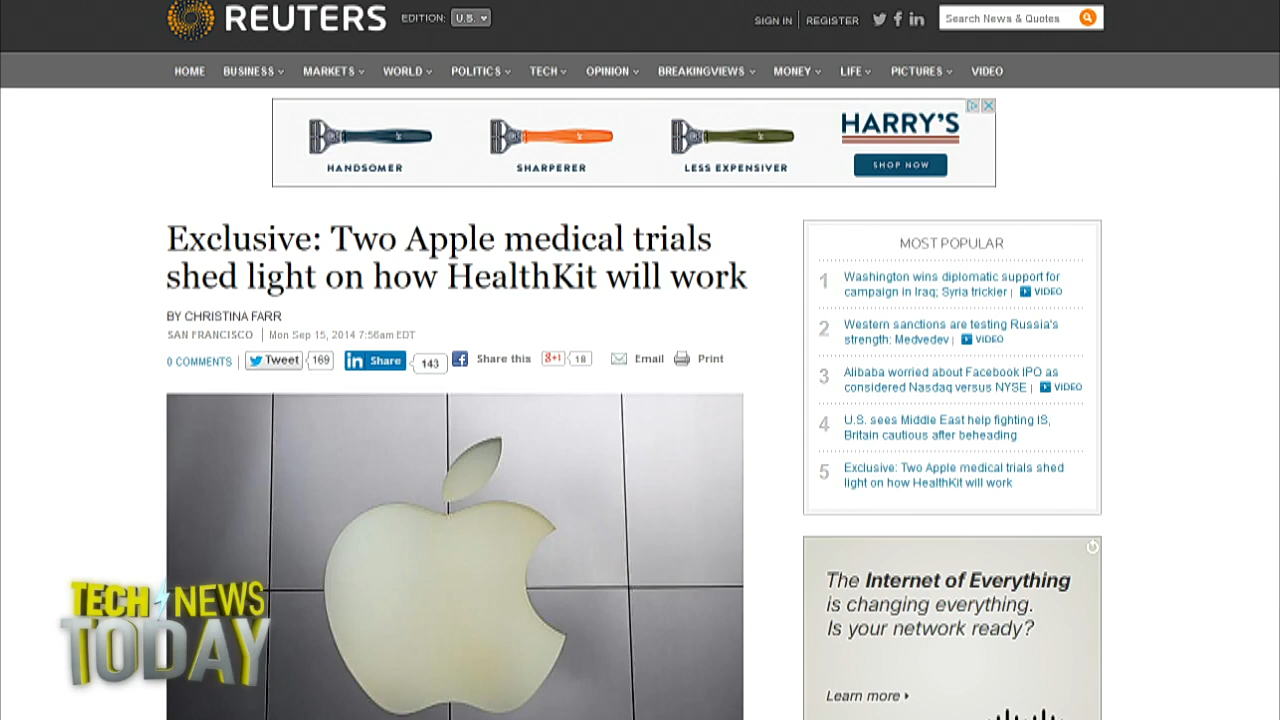 REUTERS
EDITION: U.S.
SIGN IN | REGISTER
Search News & Quotes
HOME BUSINESS MARKETS WORLD POLITICS TECH OPINION BREAKINGVIEWS MONEY LIFE PICTURES VIDEO
HARRY'S
HANDSOMER SHARPERER LESS EXPENSIVER SHOP NOW
Exclusive: Two Apple medical trials
shed light on how HealthKit will work
BY CHRISTINA FARR
SAN FRANCISCO | Mon Sep 15, 2014 7:56am EDT
0 COMMENTS | Tweet 169 in Share 143 f Share this g+1 18 Email Print
MOST POPULAR
1 Washington wins diplomatic support for
campaign in Iraq; Syria trickier | VIDEO
2 Western sanctions are testing Russia's
strength: Medvedev | VIDEO
3 Alibaba worried about Facebook IPO as
considered Nasdaq versus NYSE | VIDEO
4 U.S. sees Middle East help fighting IS,
Britain cautious after beheading
5 Exclusive: Two Apple medical trials shed
light on how HealthKit will work
The Internet of Everything
is changing everything.
Is your network ready?
Learn more
TECH NEWS
TODAY